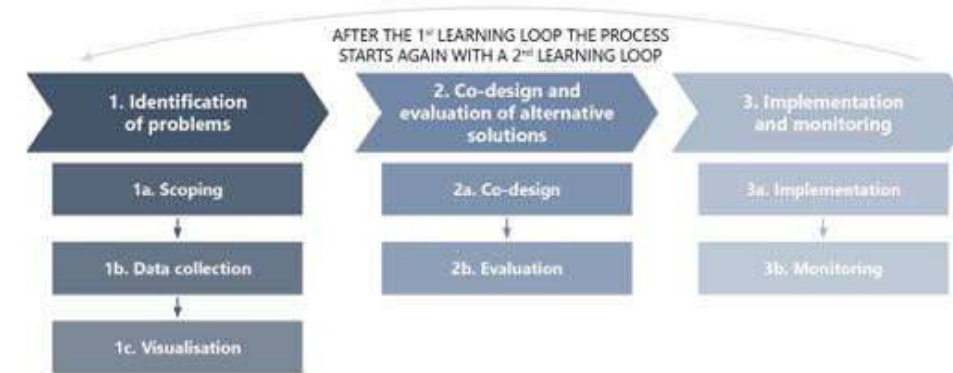 AFTER THE 1st LEARNING LOOP THE PROCESS
STARTS AGAIN WITH A 2nd LEARNING LOOP
1. Identification
of problems
2. Co-design and
evaluation of alternative
solutions
3. Implementation
and monitoring
1a. Scoping
2a. Co-design
3a. Implementation
1b. Data collection
2b. Evaluation
3b. Monitoring
1c. Visualisation